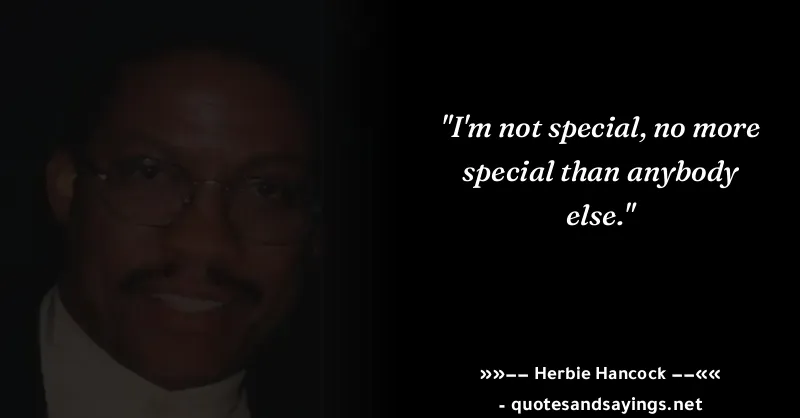 "I'm not special, no more
special than anybody
else."
»»–– Herbie Hancock ––««
- quotesandsayings.net